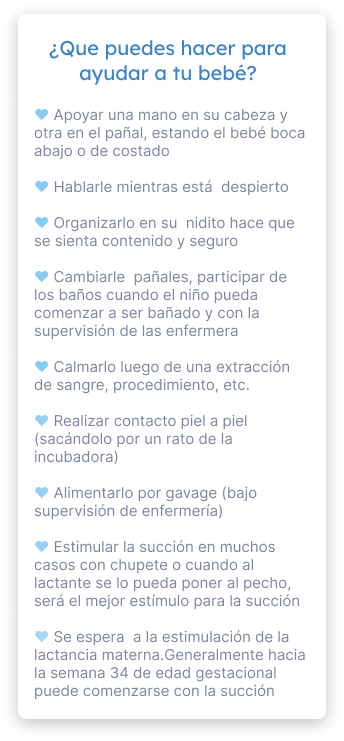 ¿Que puedes hacer para
ayudar a tu bebé?
Apoyar una mano en su cabeza y
otra en el pañal, estando el bebé boca
abajo o de costado
Hablarle mientras está despierto
Organizarlo en su nidito hace que
se sienta contenido y seguro
Cambiarle pañales, participar de
los baños cuando el niño pueda
comenzar a ser bañado y con la
supervisión de las enfermera
Calmarlo luego de una extracción
de sangre, procedimiento, etc.
Realizar contacto piel a piel
(sacándolo por un rato de la
incubadora)
Alimentarlo por gavage (bajo
supervisión de enfermería)
Estimular la succión en muchos
casos con chupete o cuando al
lactante se lo pueda poner al pecho,
será el mejor estímulo para la succión
Se espera a la estimulación de la
lactancia materna.Generalmente hacia
la semana 34 de edad gestacional
puede comenzarse con la succión